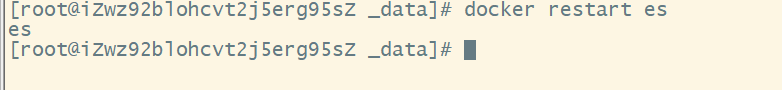 [root@iZwz92blohcvt2j5erg95sZ _data]# docker restart es
es
[root@iZwz92blohcvt2j5erg95sZ _data]#